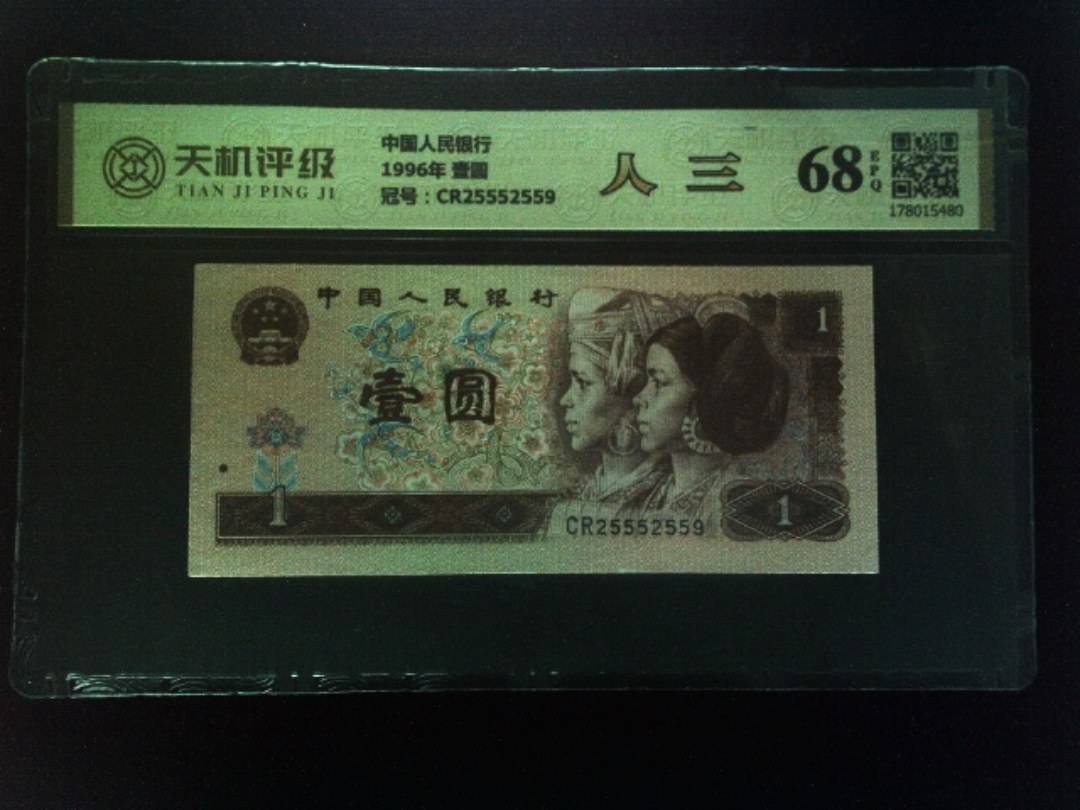 天机评级
TIAN JI PING JI
中国人民银行
1996年 壹圆
冠号：CR25552559
人 三
68
EPQ
178015480
中国人民银行
壹圆
1
1
1
CR25552559